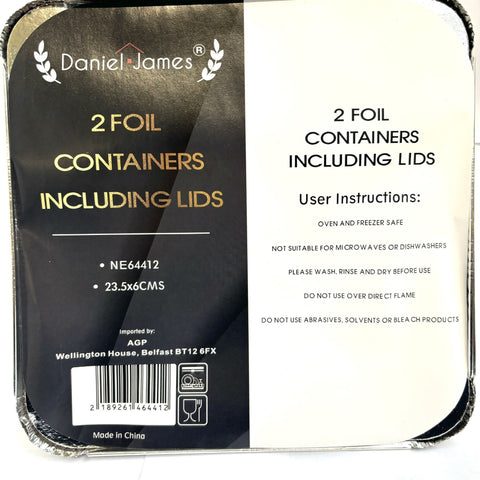 Daniel James®
2 FOIL
CONTAINERS
INCLUDING LIDS
• NE64412
• 23.5x6CMS
Imported by:
AGP
Wellington House, Belfast BT12 6FX
2 189261 464412
Made in China
2 FOIL
CONTAINERS
INCLUDING LIDS
User Instructions:
OVEN AND FREEZER SAFE
NOT SUITABLE FOR MICROWAVES OR DISHWASHERS
PLEASE WASH, RINSE AND DRY BEFORE USE
DO NOT USE OVER DIRECT FLAME
DO NOT USE ABRASIVES, SOLVENTS OR BLEACH PRODUCTS